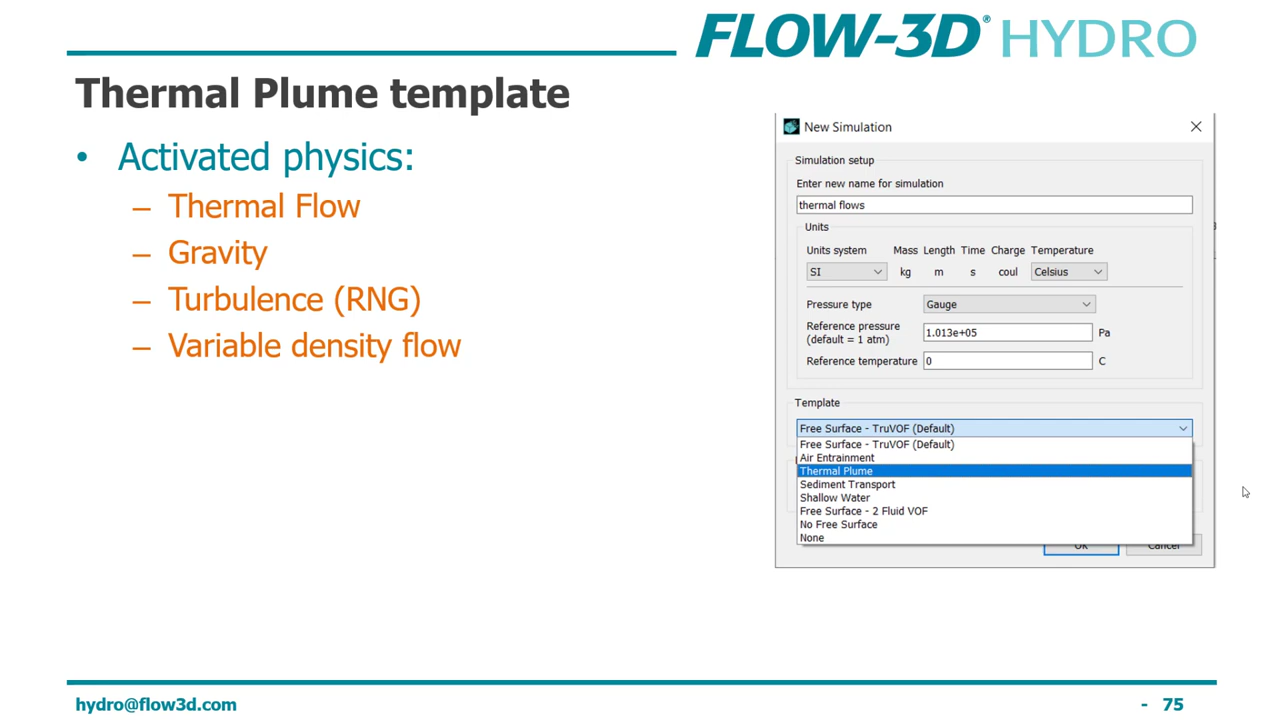 FLOW-3D® HYDRO
Thermal Plume template
• Activated physics:
– Thermal Flow
– Gravity
– Turbulence (RNG)
– Variable density flow
New Simulation
Simulation setup
Enter new name for simulation
thermal flows
Units
Units system Mass Length Time Charge Temperature
SI kg m s coul Celsius
Pressure type Gauge
Reference pressure
(default = 1 atm) 1.013e+05 Pa
Reference temperature 0 C
Template
Free Surface - TruVOF (Default)
Free Surface - TruVOF (Default)
Air Entrainment
Thermal Plume
Sediment Transport
Shallow Water
Free Surface - 2 Fluid VOF
No Free Surface
None
OK Cancel
hydro@flow3d.com - 75